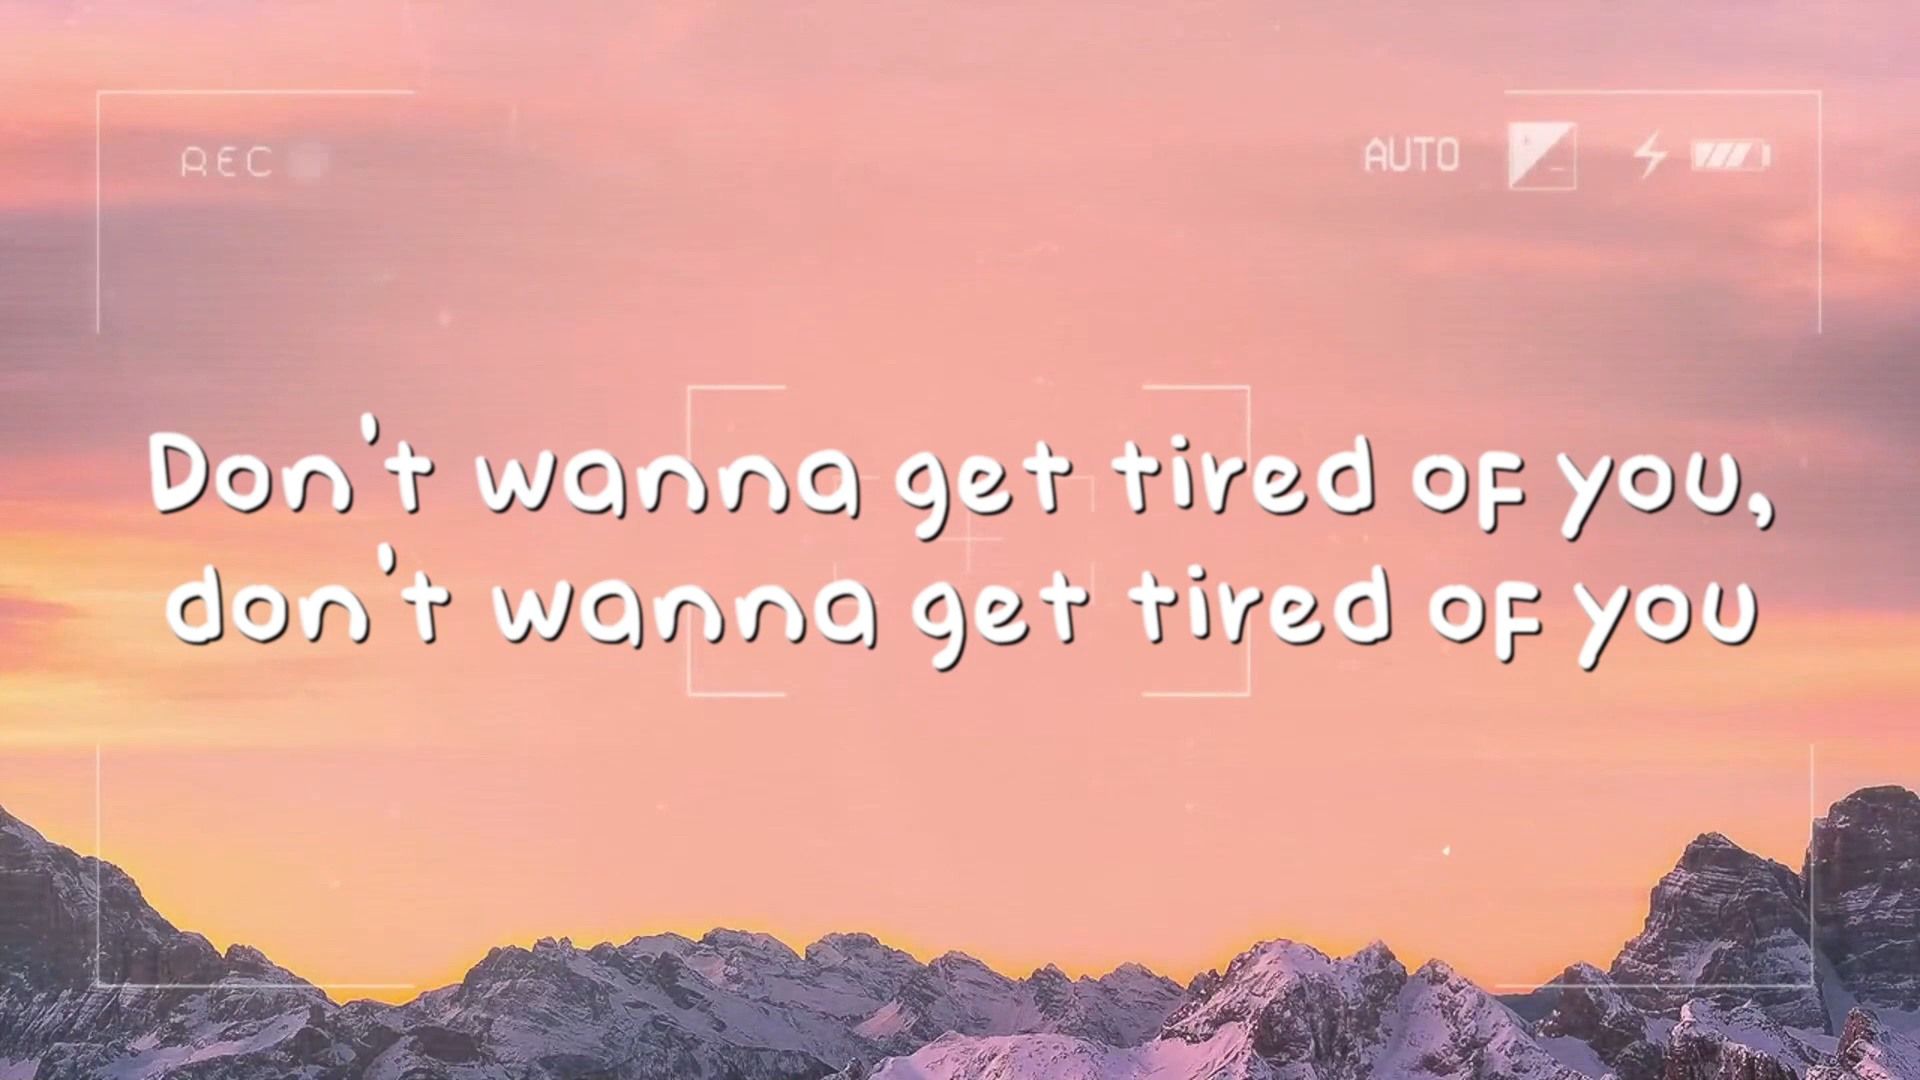 REC
AUTO
Don't wanna get tired of you,
don't wanna get tired of you